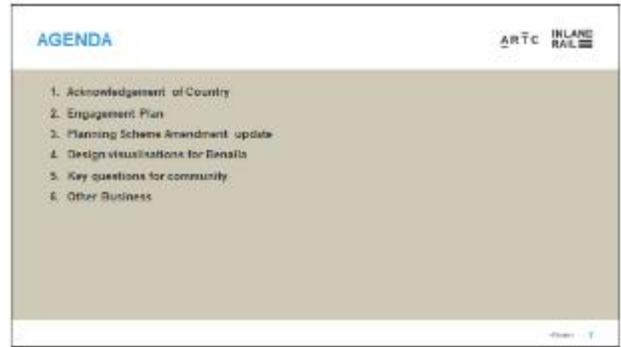 AGENDA
ARTC
INLAND
RAIL
1. Acknowledgement of Country
2. Engagement Plan
3. Planning Scheme Amendment update
4. Design visualisations for Benalla
5. Key questions for community
6. Other Business